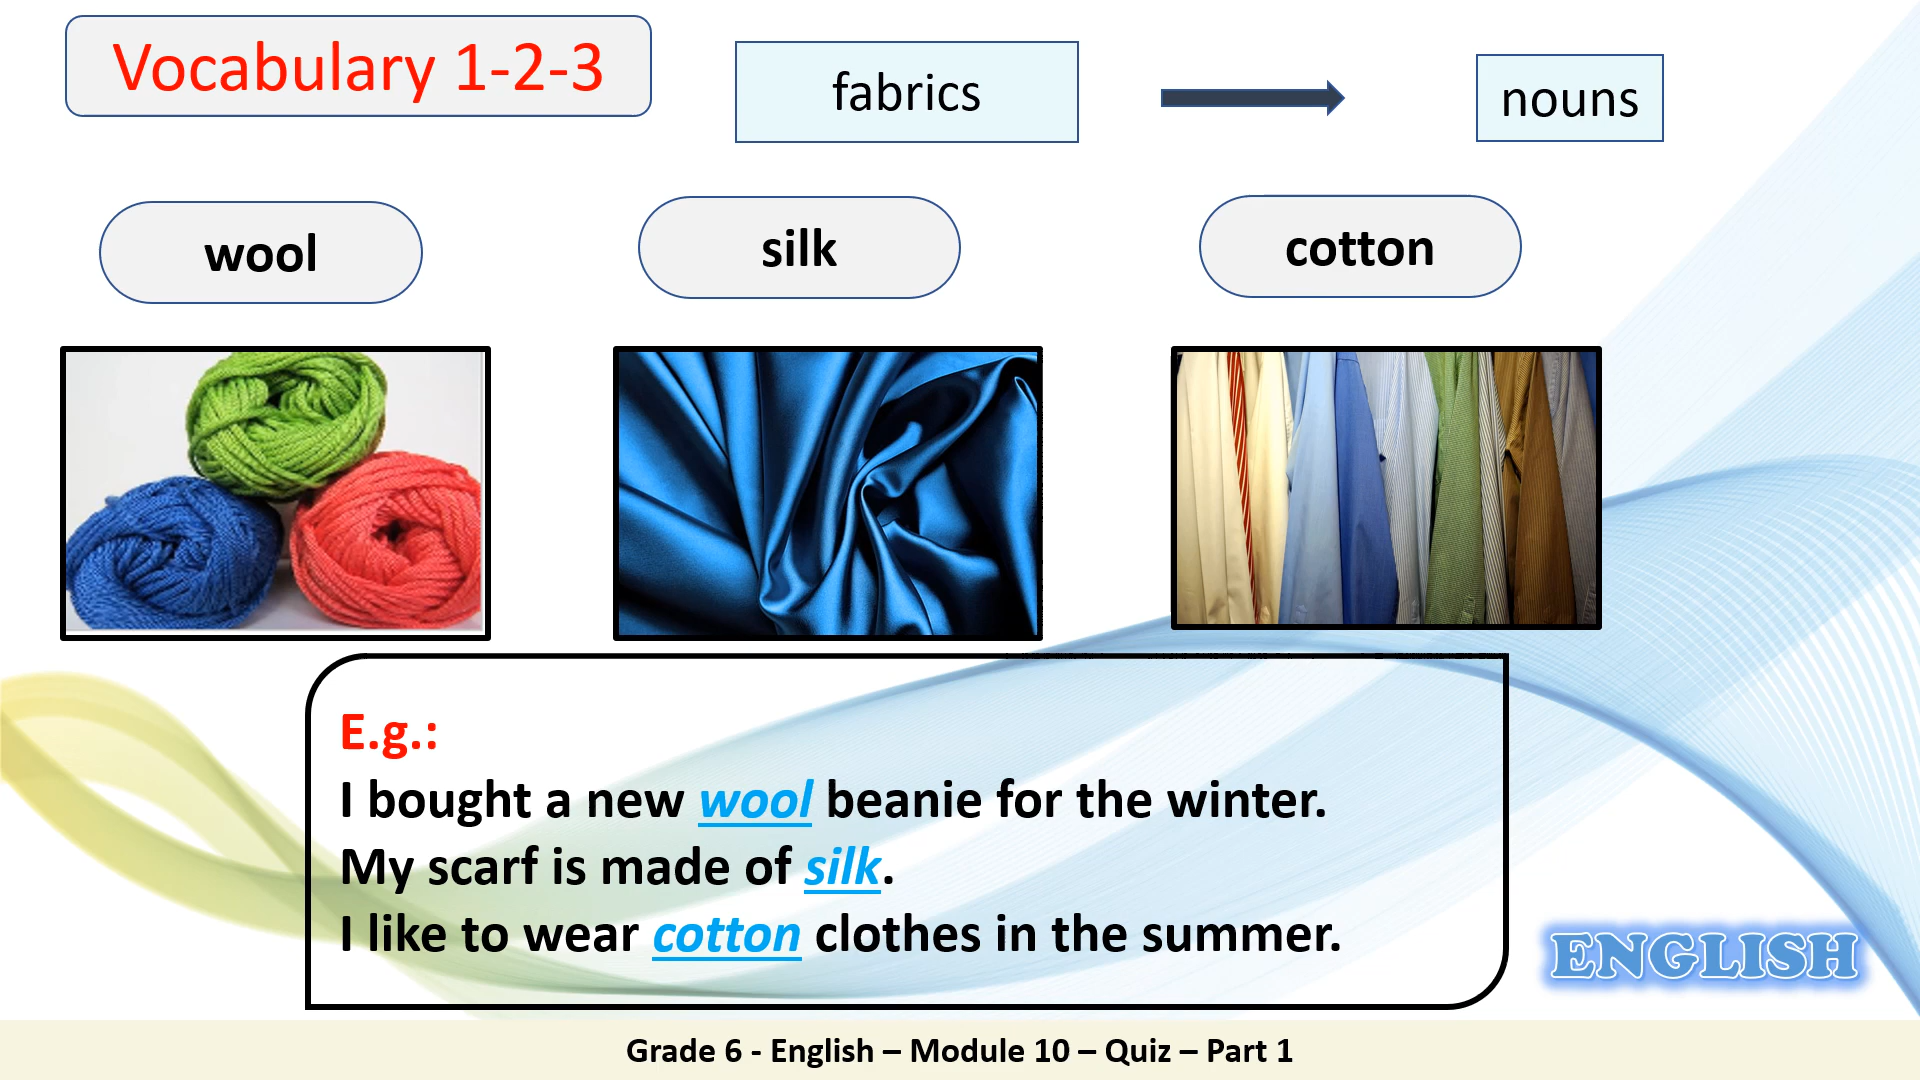 Vocabulary 1-2-3
fabrics
nouns
wool
silk
cotton
E.g.:
I bought a new wool beanie for the winter.
My scarf is made of silk.
I like to wear cotton clothes in the summer.
ENGLISH
Grade 6 - English – Module 10 – Quiz – Part 1